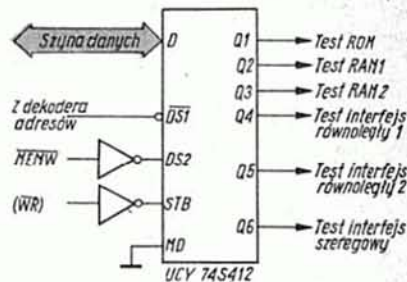 Szyna danych
D
Q1
Test ROM
Q2
Test RAM1
Q3
Test RAM2
Z dekodera
adresów
DS1
Q4
Test Interfejs
równoległy 1
MEMW
DS2
Q5
Test interfejs
równoległy 2
(WR)
STB
Q6
Test Interfejs
szeregowy
MD
UCY 74S412